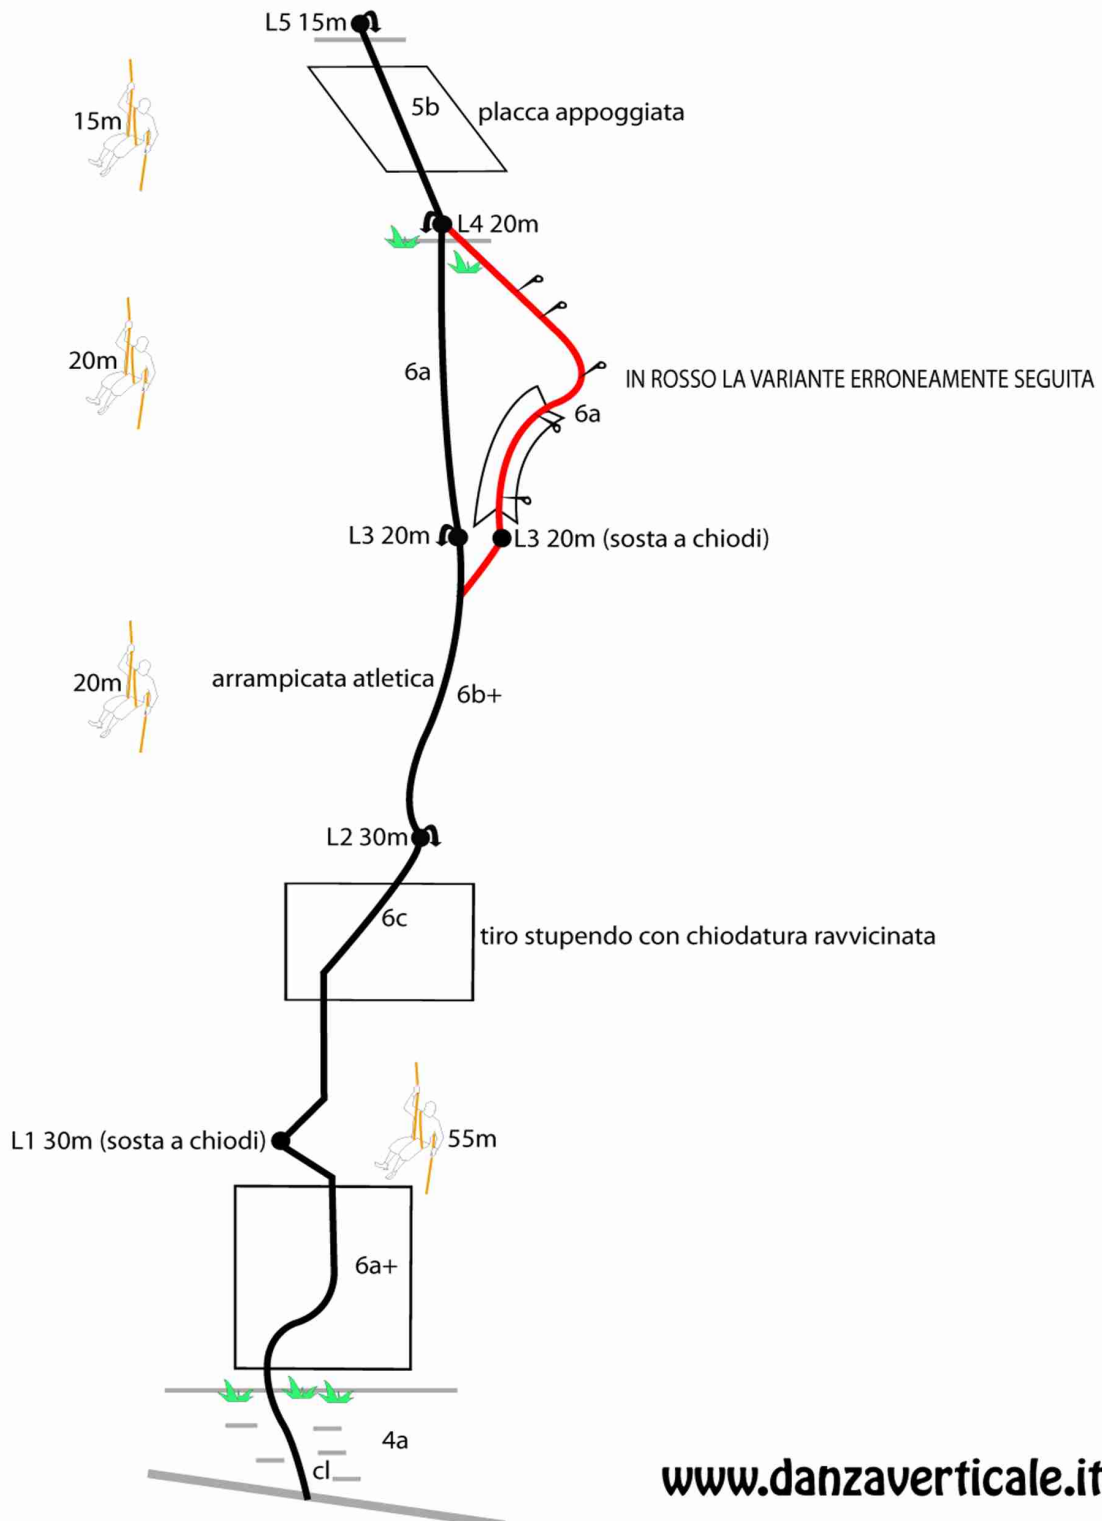 L5 15m
5b
placca appoggiata
15m
L4 20m
20m
6a
IN ROSSO LA VARIANTE ERRONEAMENTE SEGUITA
6a
L3 20m
L3 20m (sosta a chiodi)
20m
arrampicata atletica
6b+
L2 30m
6c
tiro stupendo con chiodatura ravvicinata
L1 30m (sosta a chiodi)
55m
6a+
4a
cl
www.danzaverticale.it